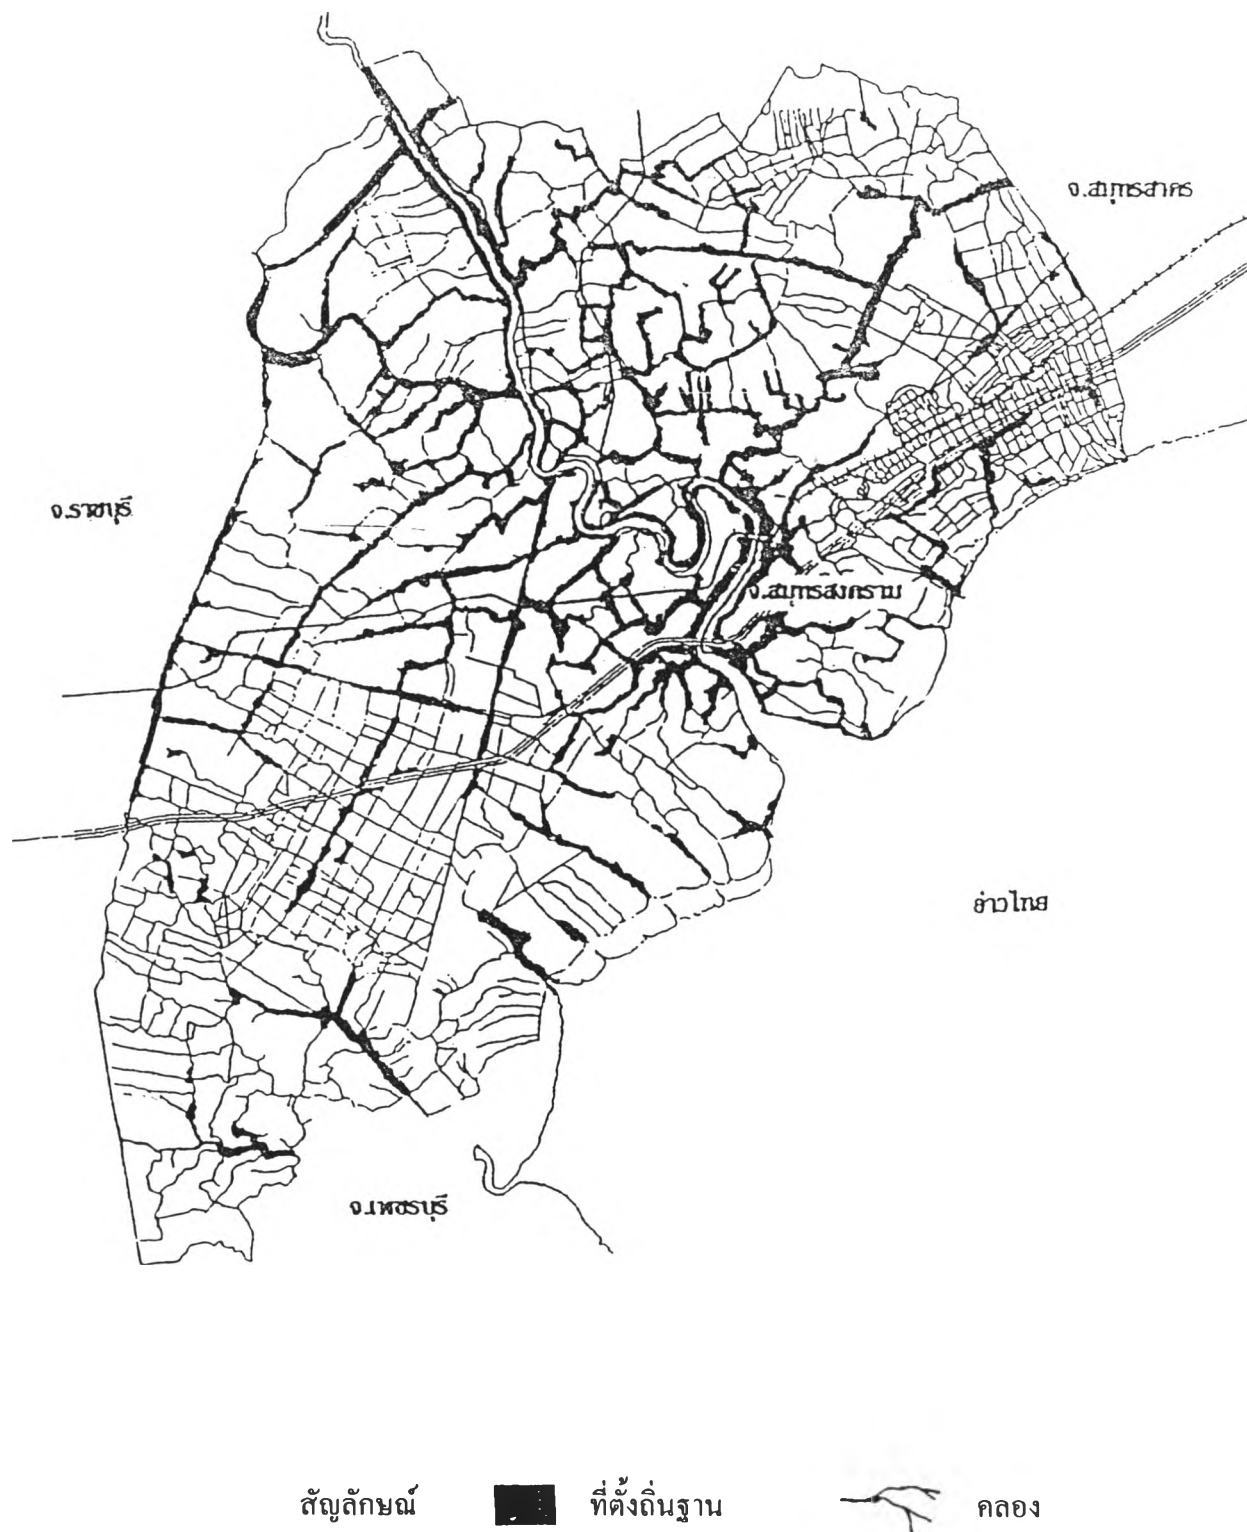 จ.สมุทรสาคร
จ.ราชบุรี
จ.สมุทรสงคราม
อ่าวไทย
จ.เพชรบุรี
สัญลักษณ์ ที่ตั้งถิ่นฐาน คลอง